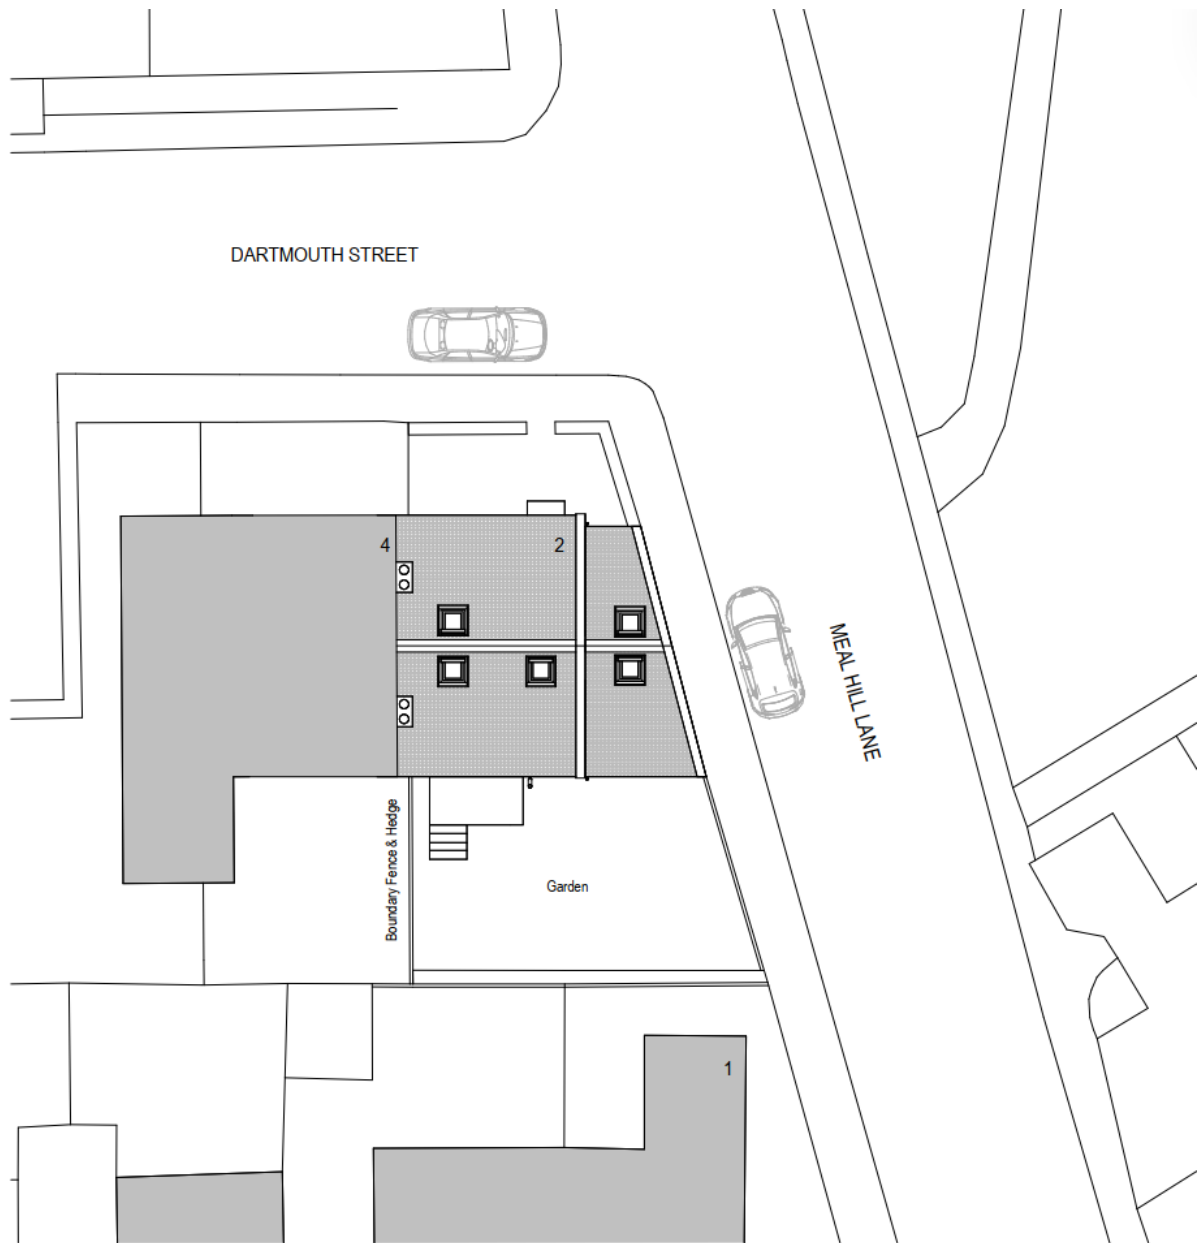 DARTMOUTH STREET
4
2
MEAL HILL LANE
Boundary Fence & Hedge
Garden
1